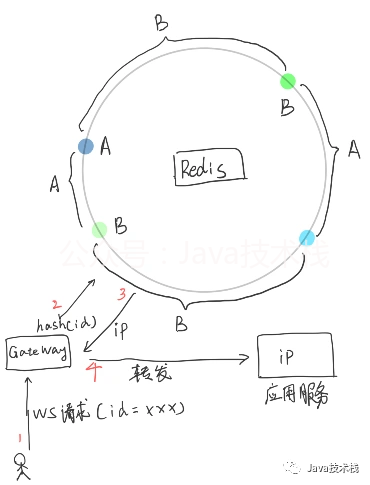 B
B
A
Redis
A
A
B
公众号：Java技术栈
2
3
hash(id)
iP
B
Gateway
4
转发
iP
应用服务
WS请求(id=xxx)
1
Java技术栈